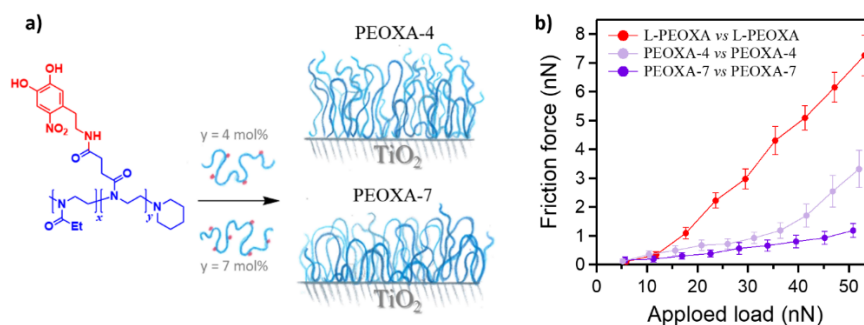 a)
OH
HO
NO₂
NH
O
O
N
x
N
y
N
O
Et
y = 4 mol%
y = 7 mol%
PEOXA-4
TiO₂
PEOXA-7
TiO₂
b)
Friction force (nN)
8
7
6
5
4
3
2
1
0
L-PEOXA vs L-PEOXA
PEOXA-4 vs PEOXA-4
PEOXA-7 vs PEOXA-7
0 10 20 30 40 50
Apploed load (nN)